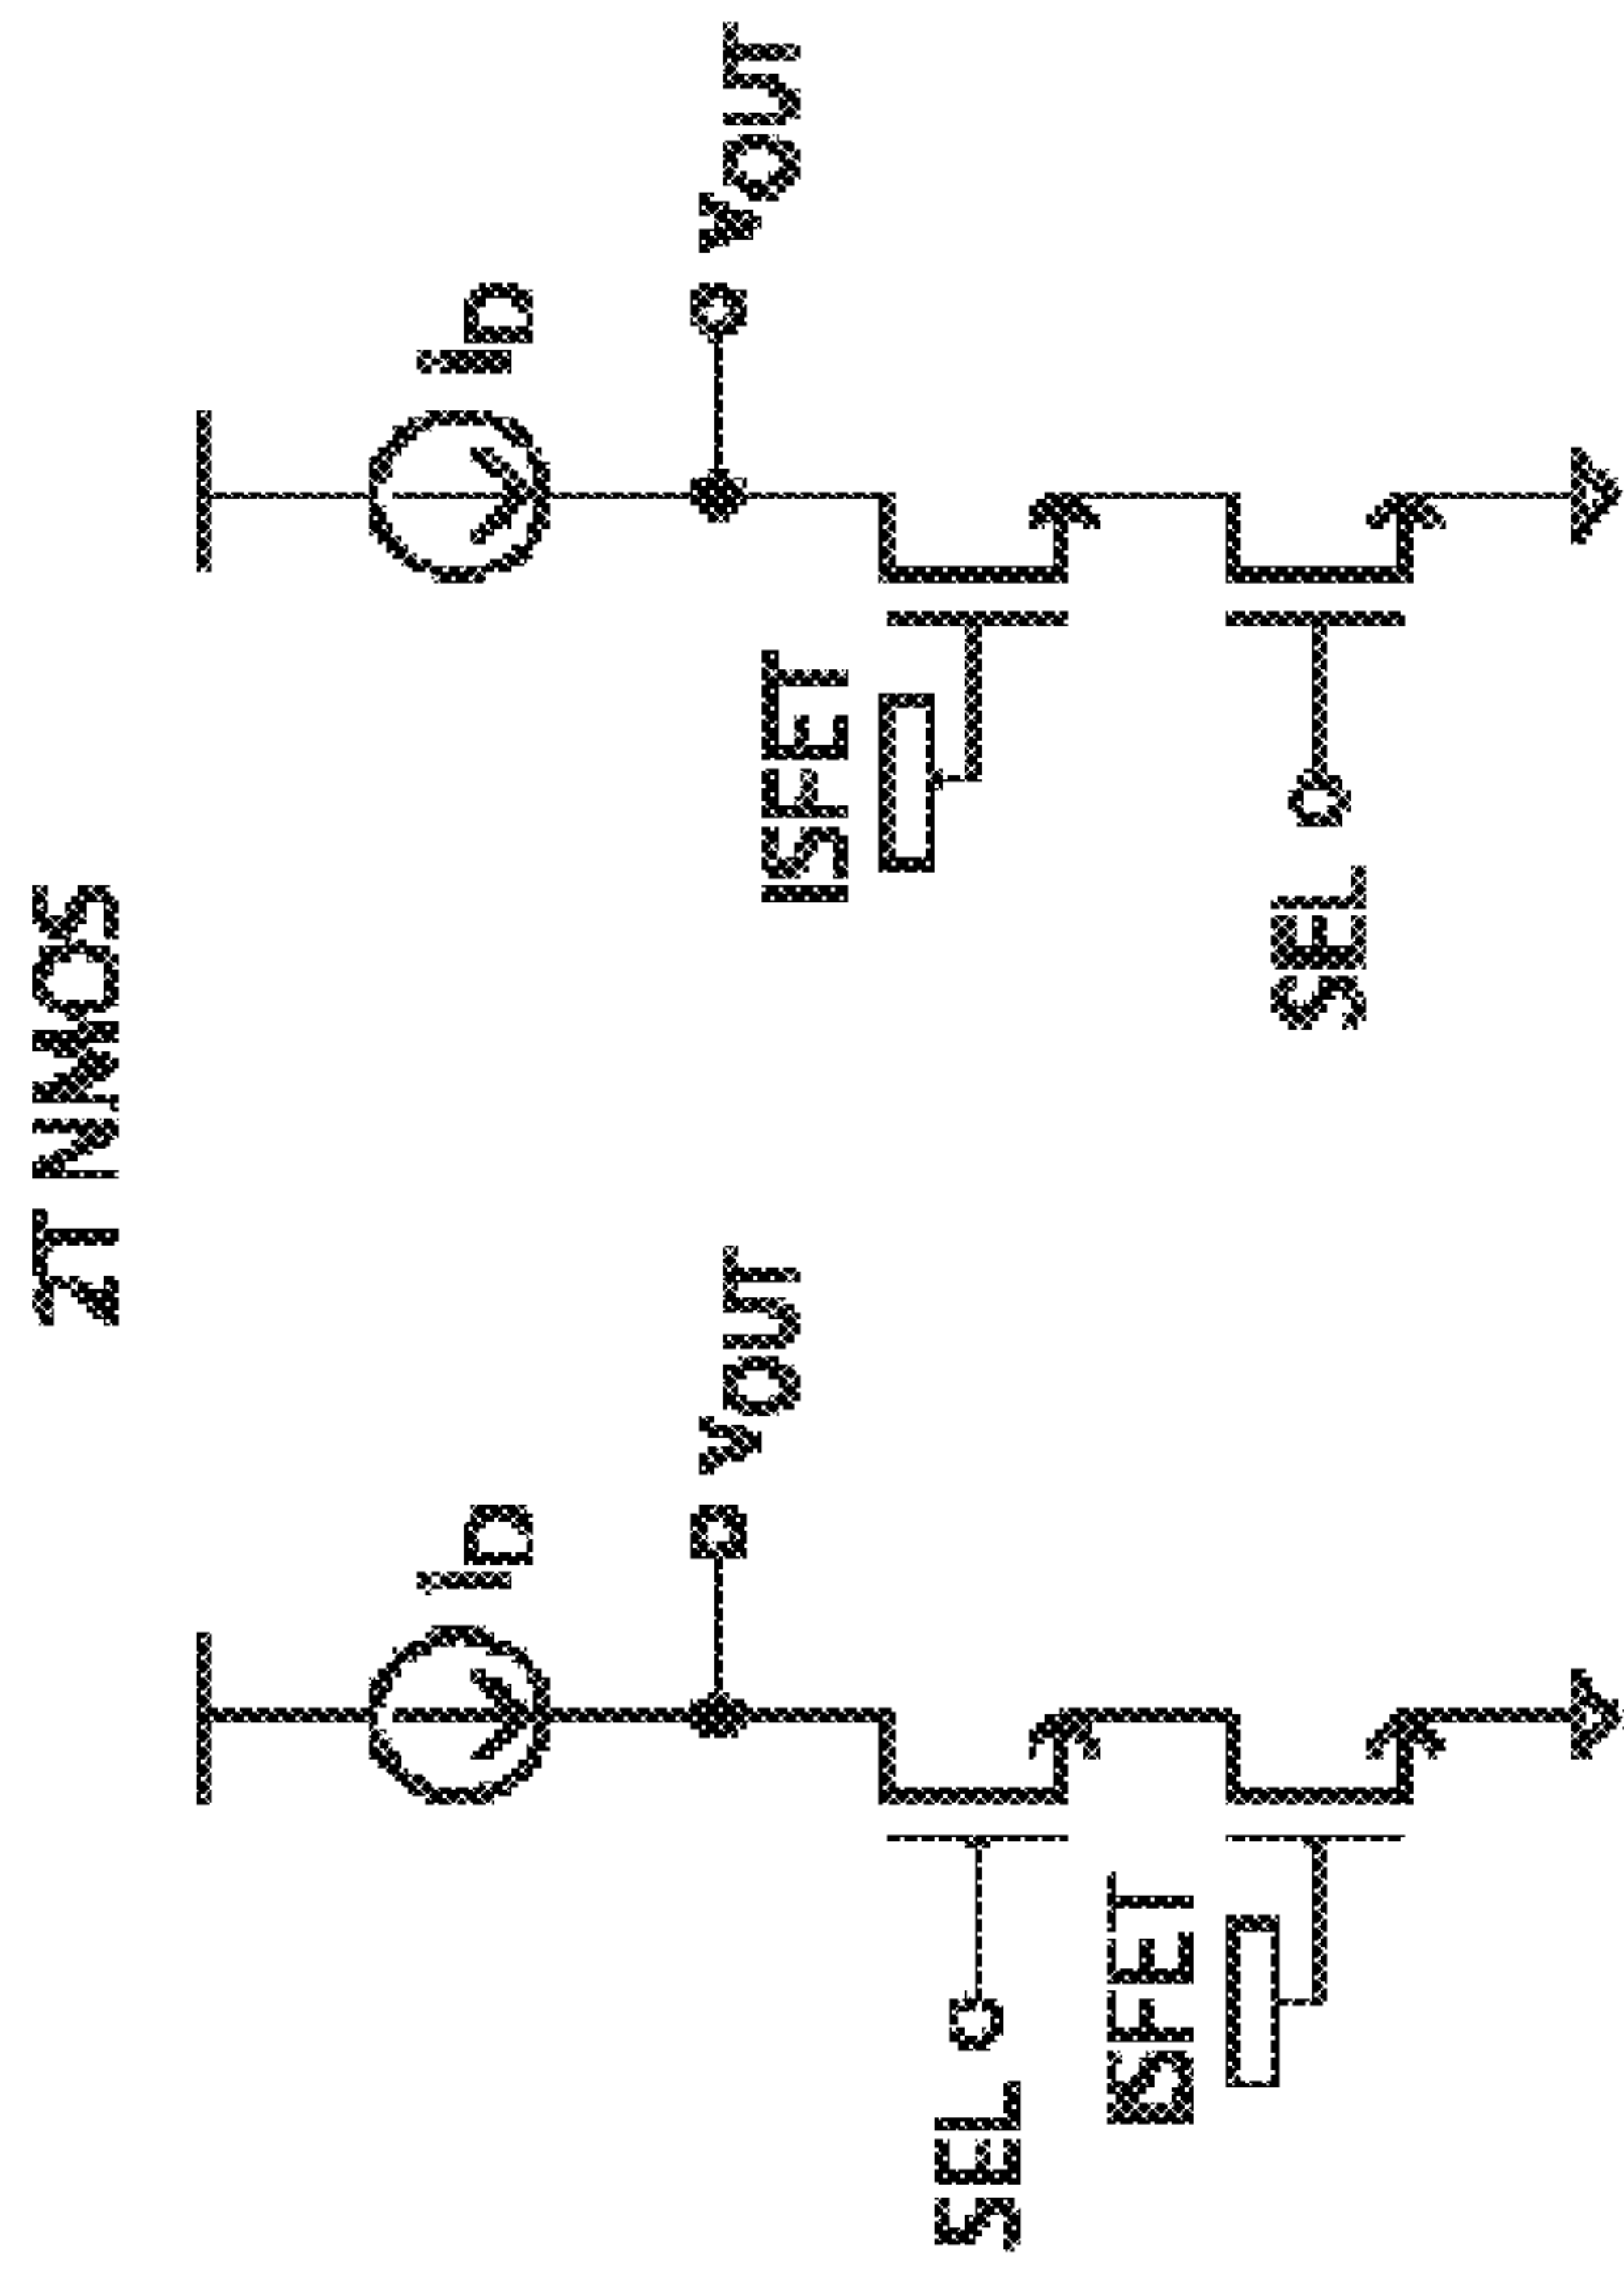 2T NMOS
iD
VOUT
SEL
ISFET
iD
VOUT
ISFET
SEL